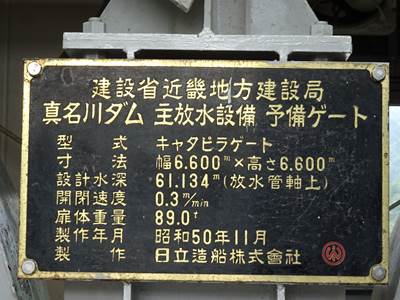 建設省近畿地方建設局
真名川ダム 主放水設備 予備ゲート
型式 キャタピラゲート
寸法 幅6.600m×高さ6.600m
設計水深 61.134m(放水管軸上)
開閉速度 0.3m/min
扉体重量 89.0t
製作年月 昭和50年11月
製作 日立造船株式會社